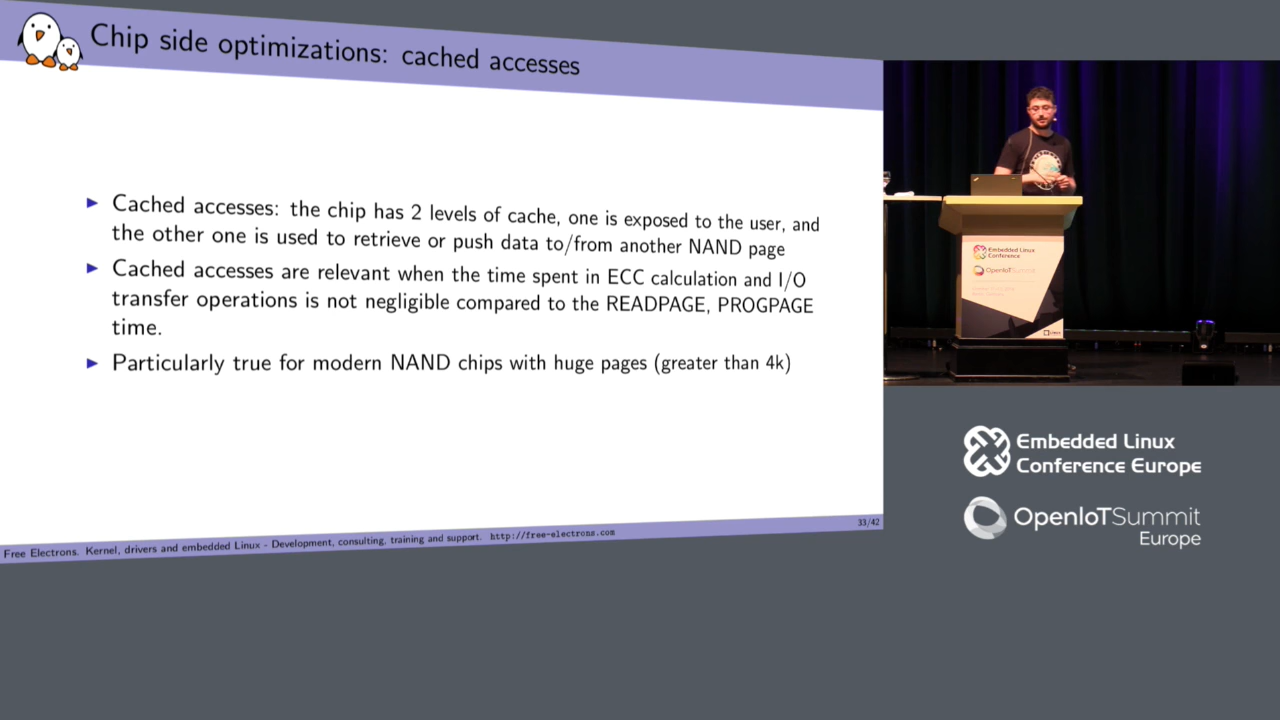 Chip side optimizations: cached accesses
▶ Cached accesses: the chip has 2 levels of cache, one is exposed to the user, and
the other one is used to retrieve or push data to/from another NAND page
▶ Cached accesses are relevant when the time spent in ECC calculation and I/O
transfer operations is not negligible compared to the READPAGE, PROGPAGE
time.
▶ Particularly true for modern NAND chips with huge pages (greater than 4k)
33/42
Free Electrons. Kernel, drivers and embedded Linux - Development, consulting, training and support. http://free-electrons.com
Embedded Linux
Conference
OpenIoTSummit
Embedded Linux
Conference Europe
OpenIoTSummit
Europe